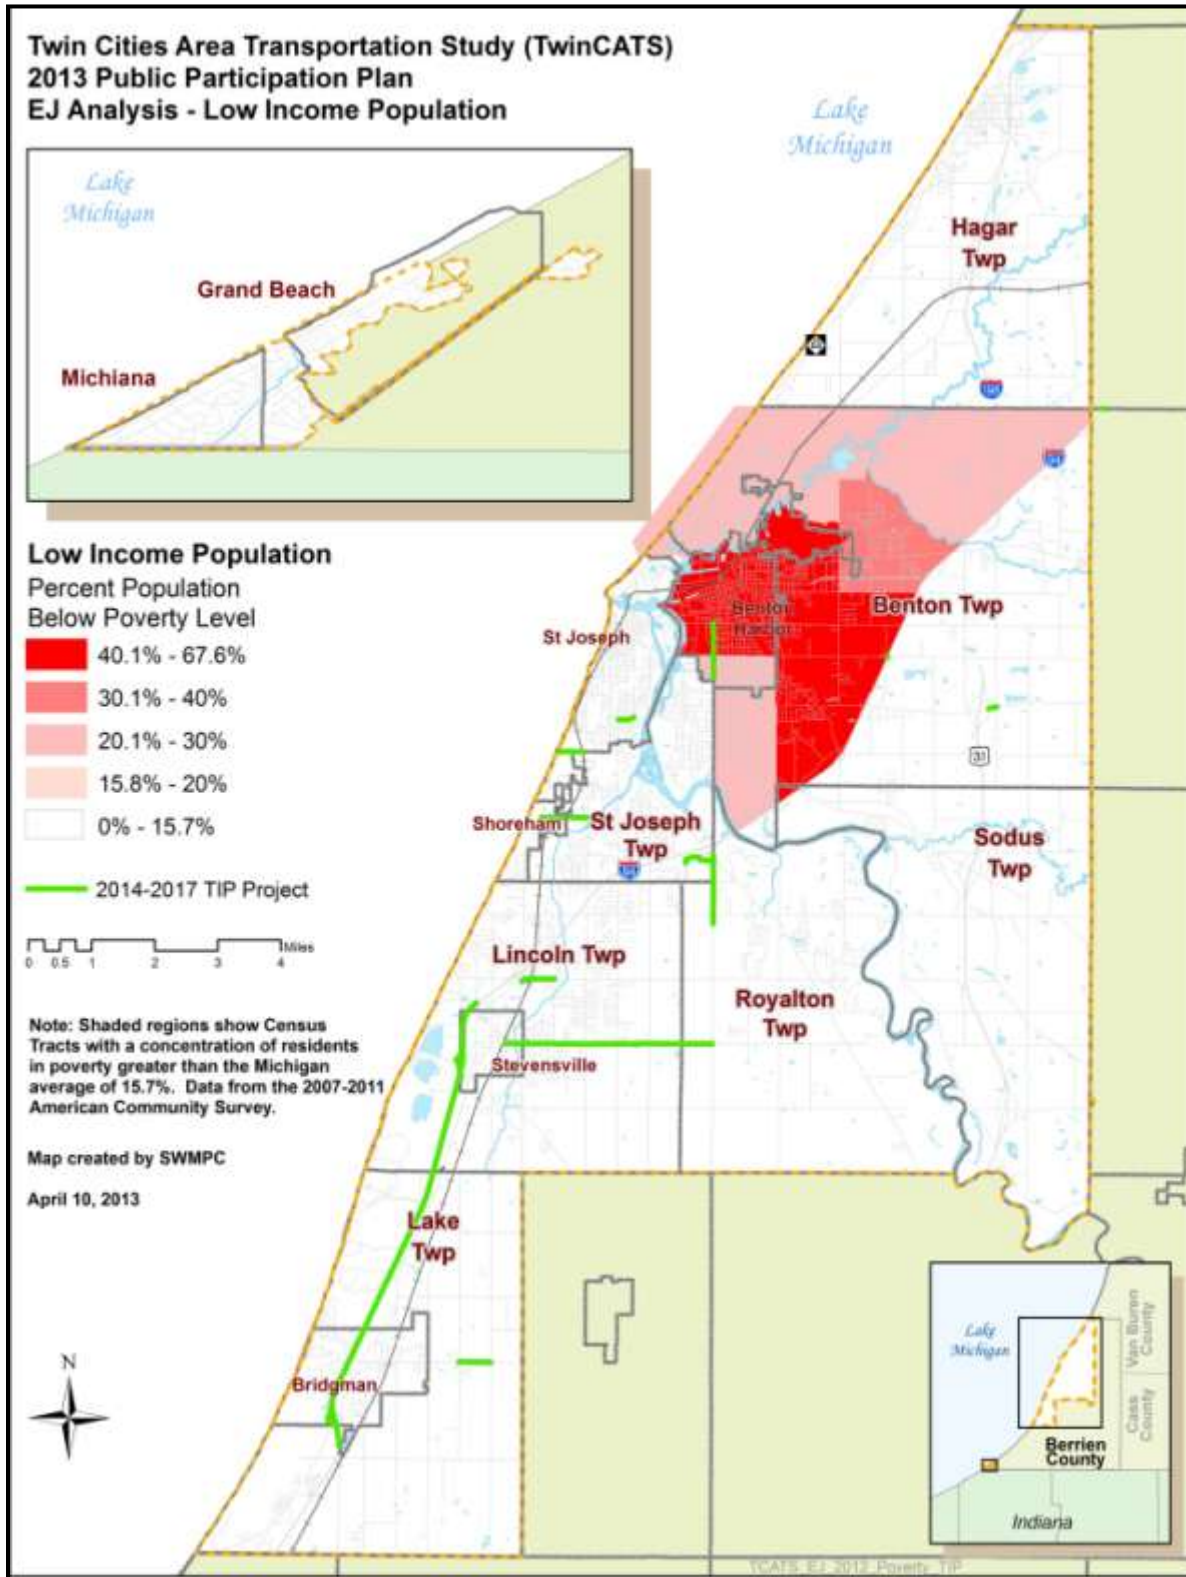 Twin Cities Area Transportation Study (TwinCATS)
2013 Public Participation Plan
EJ Analysis - Low Income Population
Lake
Michigan
Grand Beach
Michiana
Lake
Michigan
Hagar
Twp
Low Income Population
Percent Population
Below Poverty Level
40.1% - 67.6%
30.1% - 40%
20.1% - 30%
15.8% - 20%
0% - 15.7%
2014-2017 TIP Project
Miles
0 0.5 1 2 3 4
Benton
Harbor
Benton Twp
St Joseph
31
Shoreham
St Joseph
Twp
Sodus
Twp
Lincoln Twp
Royalton
Twp
Stevensville
Note: Shaded regions show Census
Tracts with a concentration of residents
in poverty greater than the Michigan
average of 15.7%. Data from the 2007-2011
American Community Survey.
Map created by SWMPC
April 10, 2013
Lake
Twp
Bridgman
N
Lake
Michigan
Van Buren
County
Cass
County
Berrien
County
Indiana
TCATS_EJ_2012_Poverty_TIP